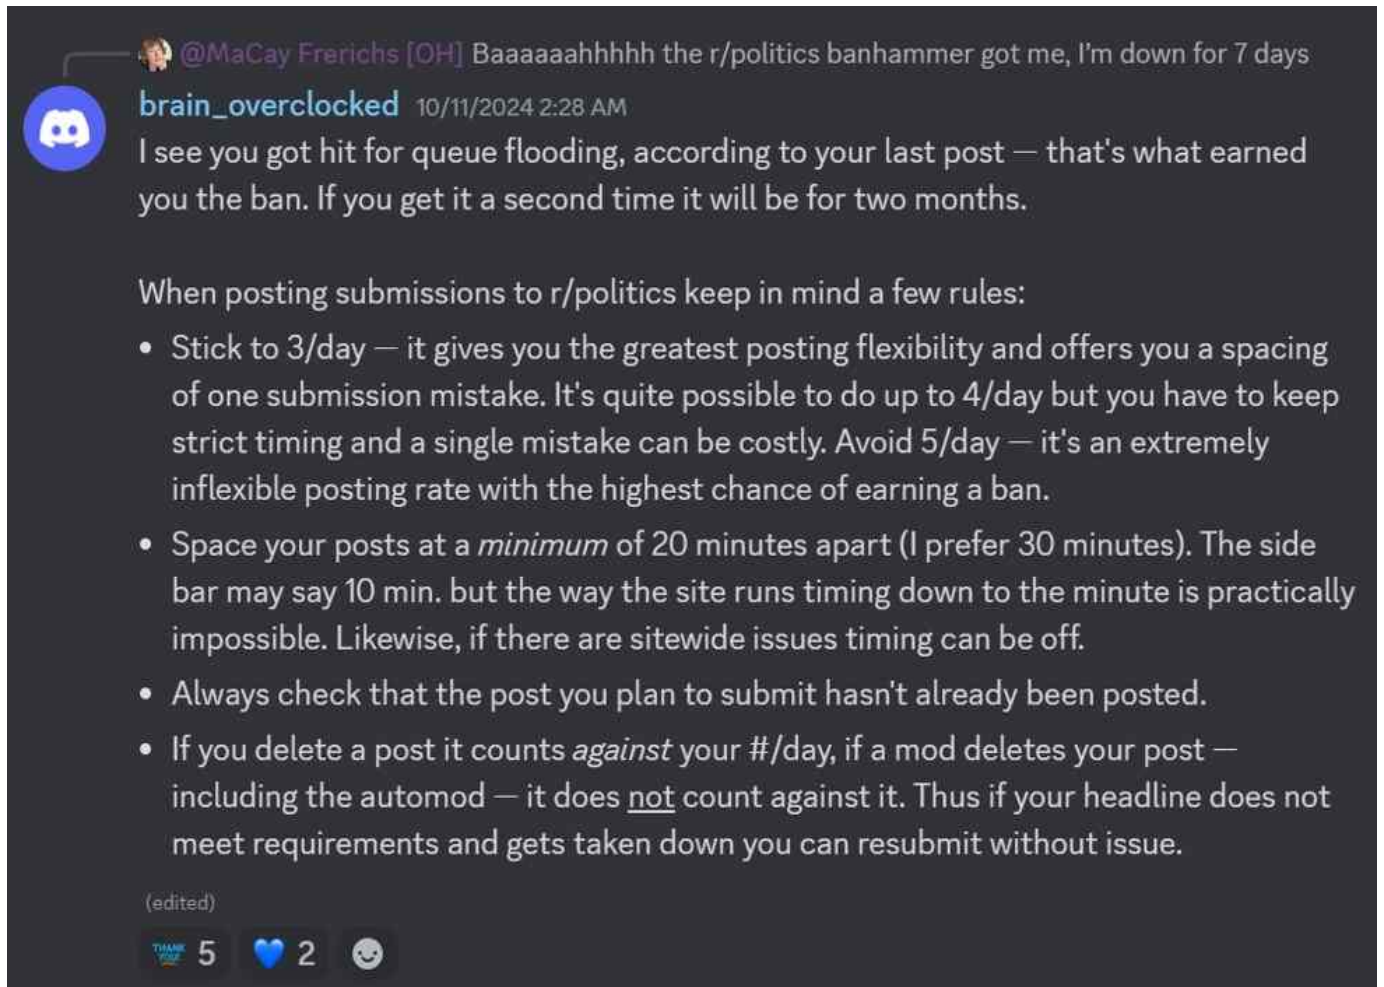 @MaCay Frerichs [OH] Baaaaaahhhhh the r/politics banhammer got me, I'm down for 7 days
brain_overclocked 10/11/2024 2:28 AM
I see you got hit for queue flooding, according to your last post — that's what earned
you the ban. If you get it a second time it will be for two months.
When posting submissions to r/politics keep in mind a few rules:
• Stick to 3/day — it gives you the greatest posting flexibility and offers you a spacing
of one submission mistake. It's quite possible to do up to 4/day but you have to keep
strict timing and a single mistake can be costly. Avoid 5/day — it's an extremely
inflexible posting rate with the highest chance of earning a ban.
• Space your posts at a minimum of 20 minutes apart (I prefer 30 minutes). The side
bar may say 10 min. but the way the site runs timing down to the minute is practically
impossible. Likewise, if there are sitewide issues timing can be off.
• Always check that the post you plan to submit hasn't already been posted.
• If you delete a post it counts against your #/day, if a mod deletes your post —
including the automod — it does not count against it. Thus if your headline does not
meet requirements and gets taken down you can resubmit without issue.
(edited)
THANK YOU! 5 2